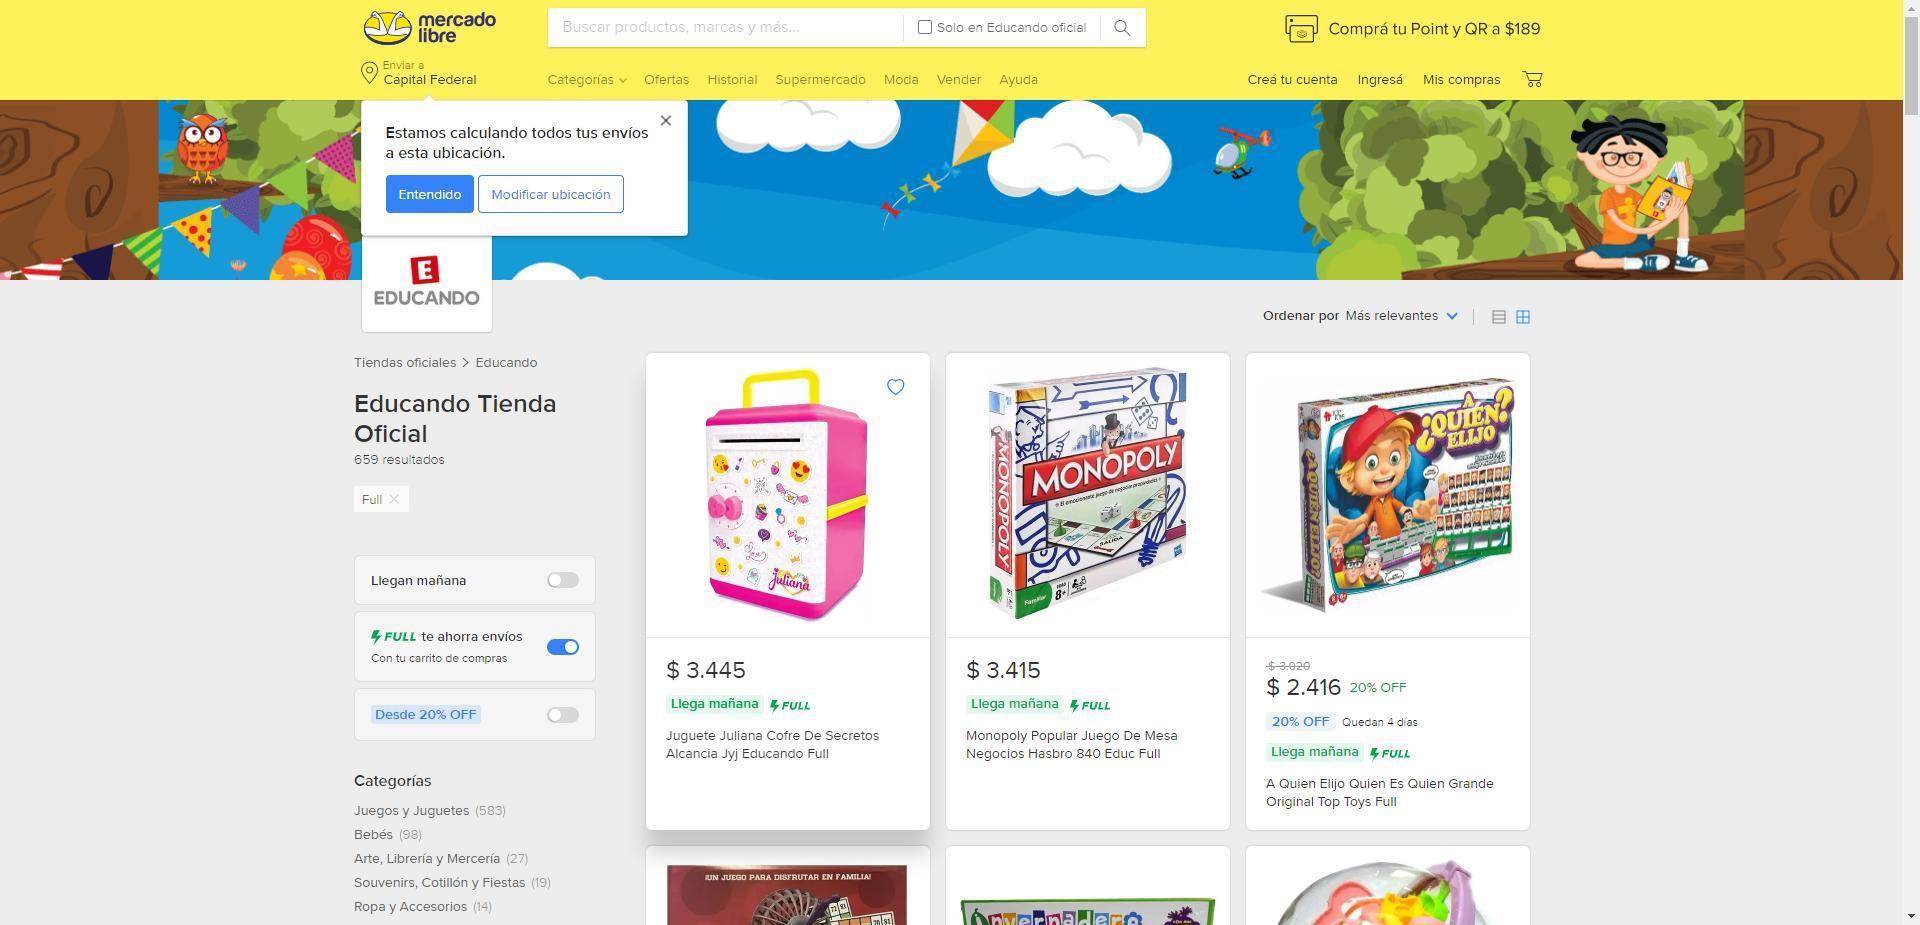 mercado
libre
Buscar productos, marcas y más...
Solo en Educando oficial
Comprá tu Point y QR a $189
Enviar a
Capital Federal
Categorías
Ofertas
Historial
Supermercado
Moda
Vender
Ayuda
Creá tu cuenta
Ingresá
Mis compras
Estamos calculando todos tus envíos
a esta ubicación.
Entendido
Modificar ubicación
E
EDUCANDO
Ordenar por Más relevantes
Tiendas oficiales > Educando
Educando Tienda
Oficial
659 resultados
Full
Llegan mañana
FULL te ahorra envíos
Con tu carrito de compras
Desde 20% OFF
Categorías
Juegos y Juguetes (583)
Bebés (98)
Arte, Librería y Mercería (27)
Souvenirs, Cotillón y Fiestas (19)
Ropa y Accesorios (14)
Love
Juliana
$ 3.445
Llega mañana FULL
Juguete Juliana Cofre De Secretos
Alcancia Jyj Educando Full
MONOPOLY
MONOPOLY
El emocionante juego de negociar propiedades
SALIDA
Familiar
8+
$ 3.415
Llega mañana FULL
Monopoly Popular Juego De Mesa
Negocios Hasbro 840 Educ Full
¿A QUIEN ELIJO?
¿A QUIEN ELIJO?
$ 3.020
$ 2.416 20% OFF
20% OFF Quedan 4 días
Llega mañana FULL
A Quien Elijo Quien Es Quien Grande
Original Top Toys Full
¡UN JUEGO PARA DISFRUTAR EN FAMILIA!
Invernadero